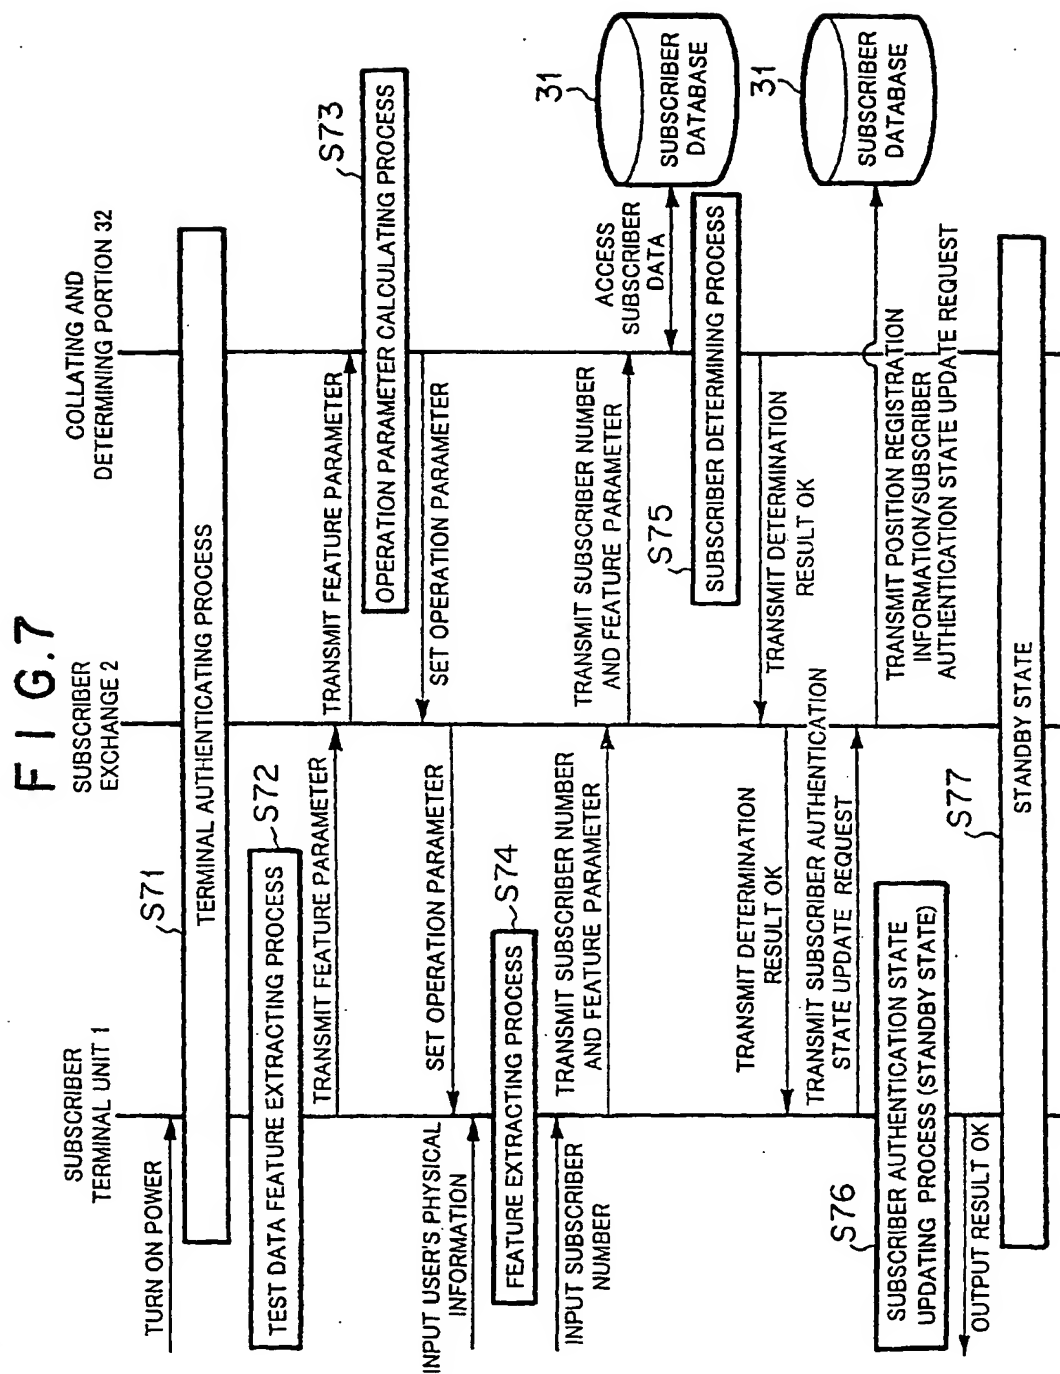 F I G.7
SUBSCRIBER
TERMINAL UNIT 1
SUBSCRIBER
EXCHANGE 2
COLLATING AND
DETERMINING PORTION 32
TURN ON POWER
S71
TERMINAL AUTHENTICATING PROCESS
TEST DATA FEATURE EXTRACTING PROCESS
S72
TRANSMIT FEATURE PARAMETER
TRANSMIT FEATURE PARAMETER
S73
OPERATION PARAMETER CALCULATING PROCESS
SET OPERATION PARAMETER
SET OPERATION PARAMETER
INPUT USER'S PHYSICAL
INFORMATION
FEATURE EXTRACTING PROCESS
S74
INPUT SUBSCRIBER
NUMBER
TRANSMIT SUBSCRIBER NUMBER
AND FEATURE PARAMETER
TRANSMIT SUBSCRIBER NUMBER
AND FEATURE PARAMETER
ACCESS
SUBSCRIBER
DATA
31
SUBSCRIBER
DATABASE
S75
SUBSCRIBER DETERMINING PROCESS
TRANSMIT DETERMINATION
RESULT OK
TRANSMIT DETERMINATION
RESULT OK
TRANSMIT SUBSCRIBER AUTHENTICATION
STATE UPDATE REQUEST
TRANSMIT POSITION REGISTRATION
INFORMATION/SUBSCRIBER
AUTHENTICATION STATE UPDATE REQUEST
31
SUBSCRIBER
DATABASE
S76
SUBSCRIBER AUTHENTICATION STATE
UPDATING PROCESS (STANDBY STATE)
OUTPUT RESULT OK
S77
STANDBY STATE